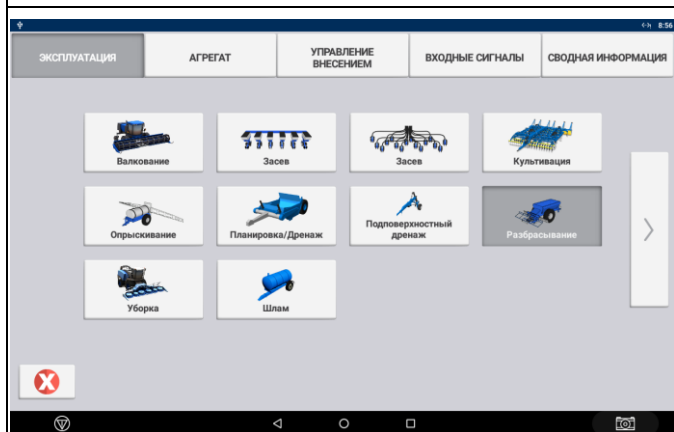 8:56
ЭКСПЛУАТАЦИЯ
АГРЕГАТ
УПРАВЛЕНИЕ
ВНЕСЕНИЕМ
ВХОДНЫЕ СИГНАЛЫ
СВОДНАЯ ИНФОРМАЦИЯ
Валкование
Засев
Засев
Культивация
Опрыскивание
Планировка/Дренаж
Подповерхностный
дренаж
Разбрасывание
Уборка
Шлам